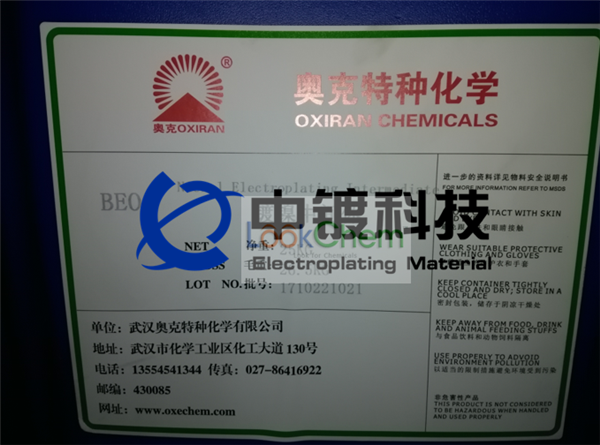 ®
奥克OXIRAN
奥克特种化学
OXIRAN CHEMICALS
BEO
Electroplating Intermediate
中镀科技
Electroplating Material
LookChem
NET 净重:
LOT NO.批号: 1710221021
单位: 武汉奥克特种化学有限公司
地址: 武汉市化学工业区化工大道 130号
电话: 13554541344 传真: 027-86416922
邮编: 430085
网址: www.oxechem.com
进一步的资料详见物料安全说明书
FOR MORE INFORMATION REFER TO MSDS
CONTACT WITH SKIN
WEAR SUITABLE PROTECTIVE
CLOTHING AND GLOVES
KEEP CONTAINER TIGHTLY
CLOSED AND DRY; STORE IN A
COOL PLACE
密封包装, 储存于阴凉干燥处
KEEP AWAY FROM FOOD, DRINK
AND ANIMAL FEEDING STUFFS
与食品饮料和动物饲料隔离
USE PROPERLY TO ADVOID
ENVIRONMENT POLLUTION
以适当的限制措施避免环境受到污染
非危害性产品
THIS PRODUCT IS NOT CONSIDERED
TO BE HAZARDOUS WHEN HANDLED
AND USED PROPERLY